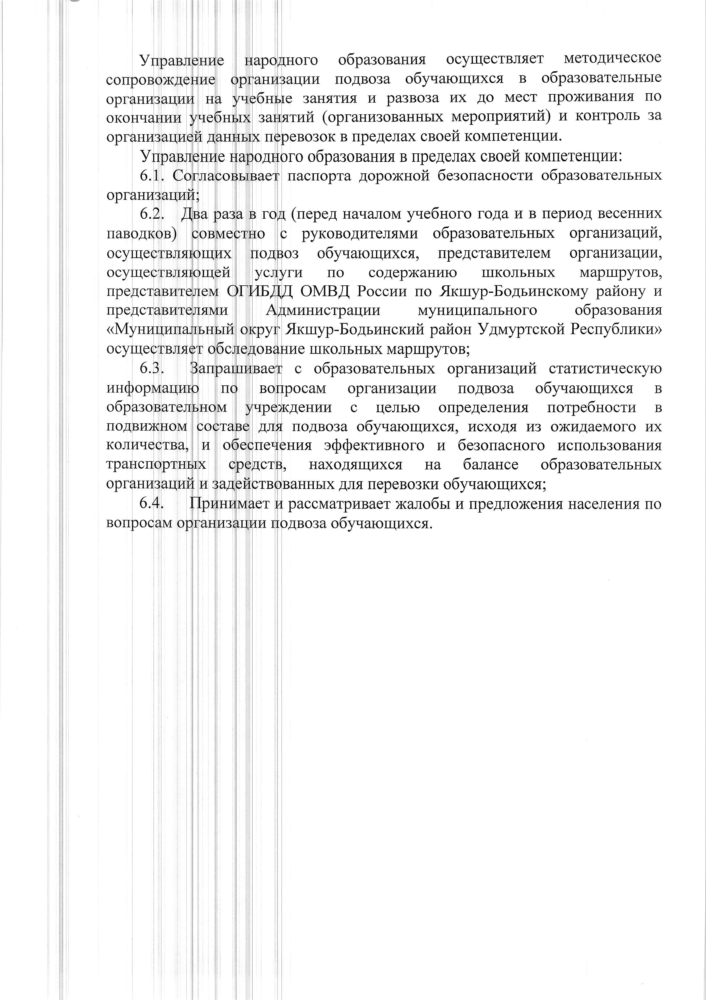 Управление народного образования осуществляет методическое
сопровождение организации подвоза обучающихся в образовательные
организации на учебные занятия и развоза их до мест проживания по
окончании учебных занятий (организованных мероприятий) и контроль за
организацией данных перевозок в пределах своей компетенции.
Управление народного образования в пределах своей компетенции:
6.1. Согласовывает паспорта дорожной безопасности образовательных
организаций;
6.2. Два раза в год (перед началом учебного года и в период весенних
паводков) совместно с руководителями образовательных организаций,
осуществляющих подвоз обучающихся, представителем организации,
осуществляющей услуги по содержанию школьных маршрутов,
представителем ОГИБДД ОМВД России по Якшур-Бодьинскому району и
представителями Администрации муниципального образования
«Муниципальный округ Якшур-Бодьинский район Удмуртской Республики»
осуществляет обследование школьных маршрутов;
6.3. Запрашивает с образовательных организаций статистическую
информацию по вопросам организации подвоза обучающихся в
образовательном учреждении с целью определения потребности в
подвижном составе для подвоза обучающихся, исходя из ожидаемого их
количества, и обеспечения эффективного и безопасного использования
транспортных средств, находящихся на балансе образовательных
организаций и задействованных для перевозки обучающихся;
6.4. Принимает и рассматривает жалобы и предложения населения по
вопросам организации подвоза обучающихся.